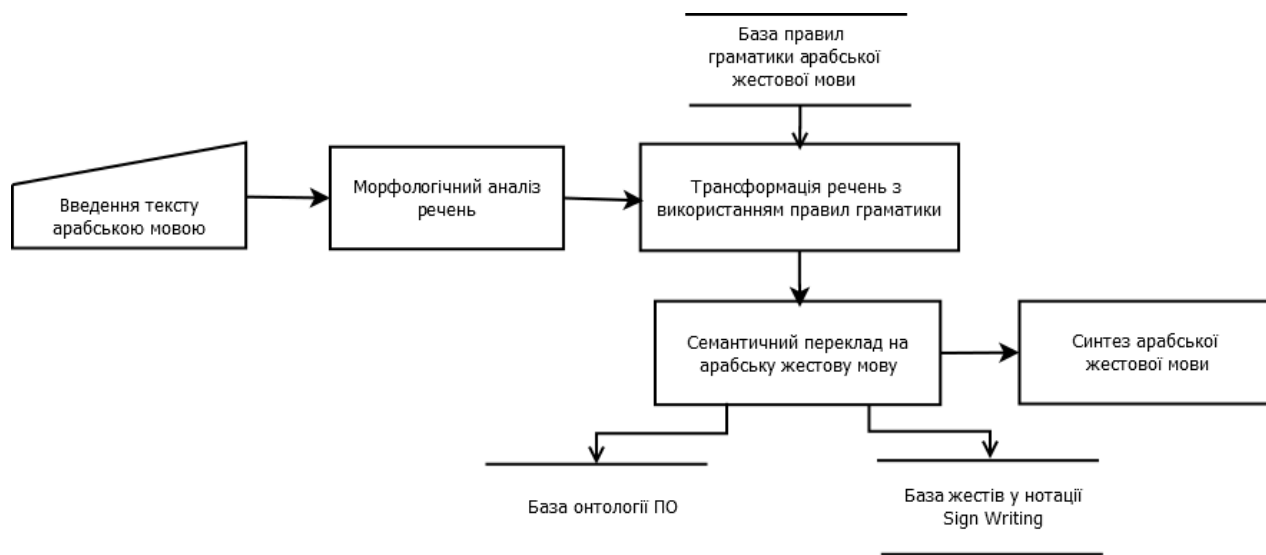 База правил
граматики арабської
жестової мови
Введення тексту
арабською мовою
Морфологічний аналіз
речень
Трансформація речень з
використанням правил граматики
Семантичний переклад на
арабську жестову мову
Синтез арабської
жестової мови
База онтології ПО
База жестів у нотації
Sign Writing